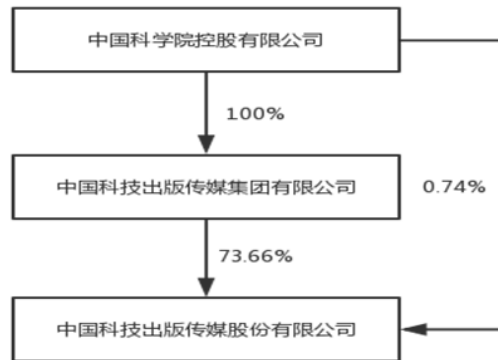 中国科学院控股有限公司
100%
中国科技出版传媒集团有限公司
0.74%
73.66%
中国科技出版传媒股份有限公司